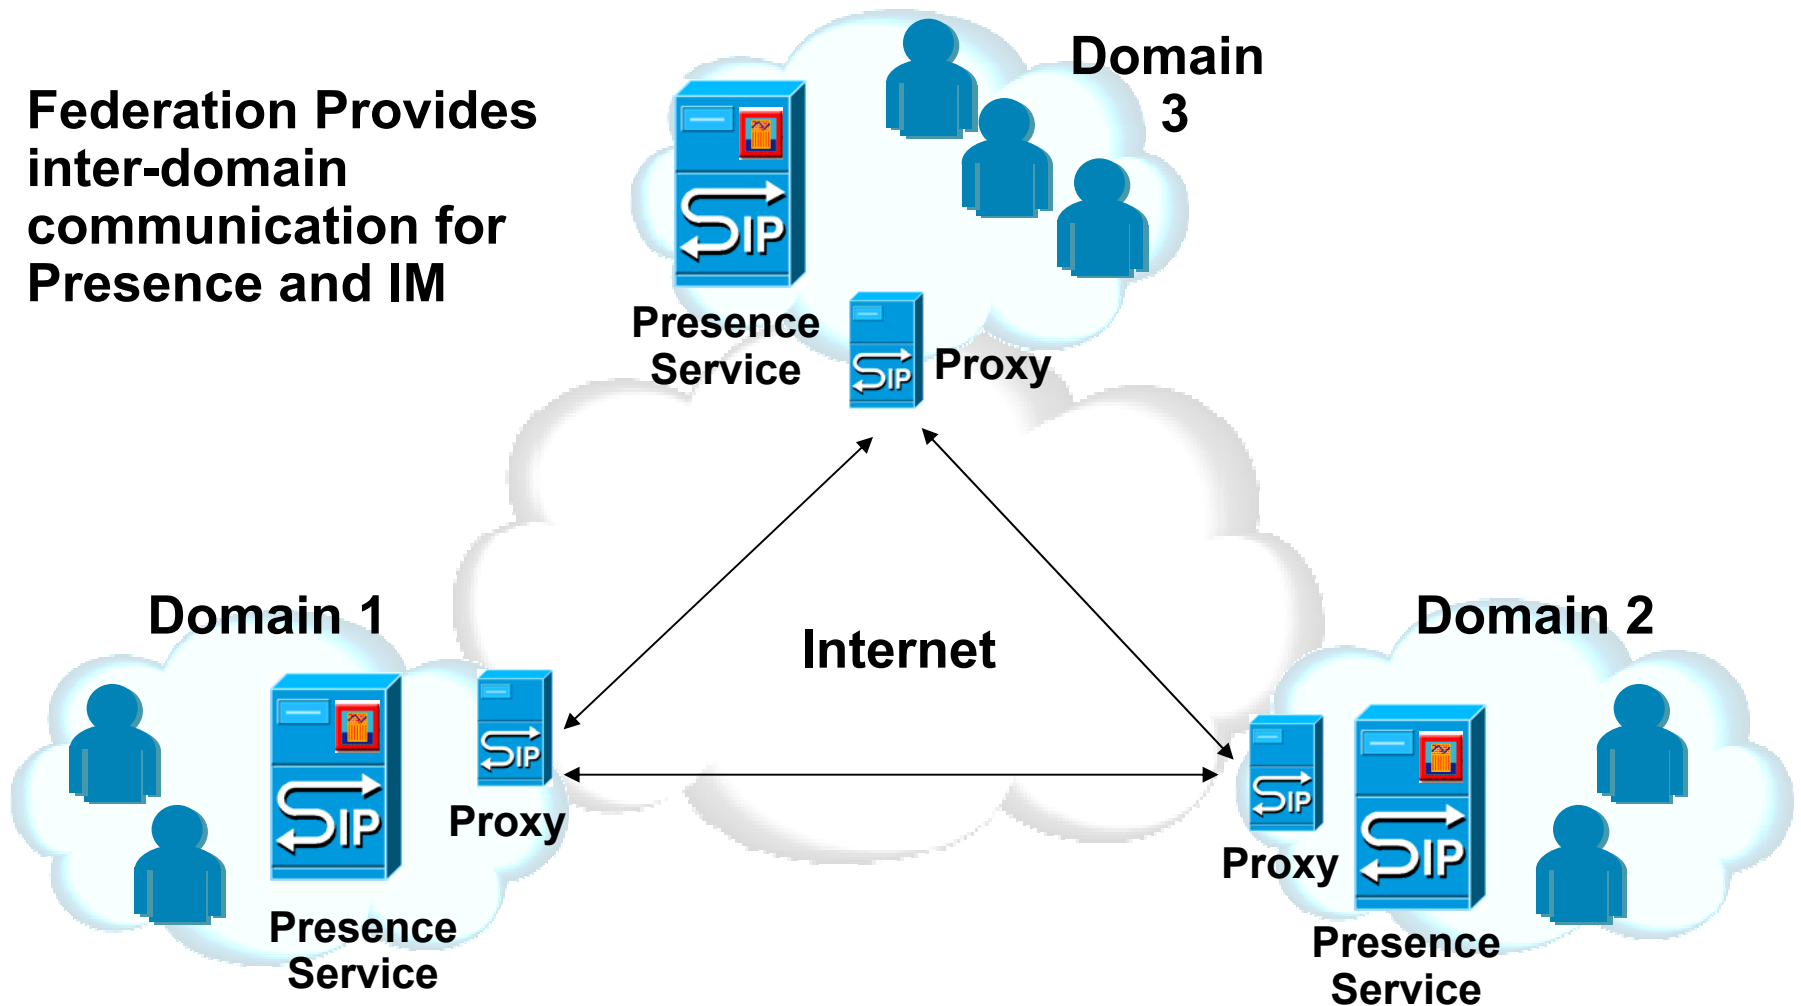 Federation Provides
inter-domain
communication for
Presence and IM
Domain
3
SIP
Presence
Service
SIP
Proxy
Internet
Domain 1
SIP
SIP
Proxy
Presence
Service
Domain 2
SIP
Proxy
SIP
Presence
Service